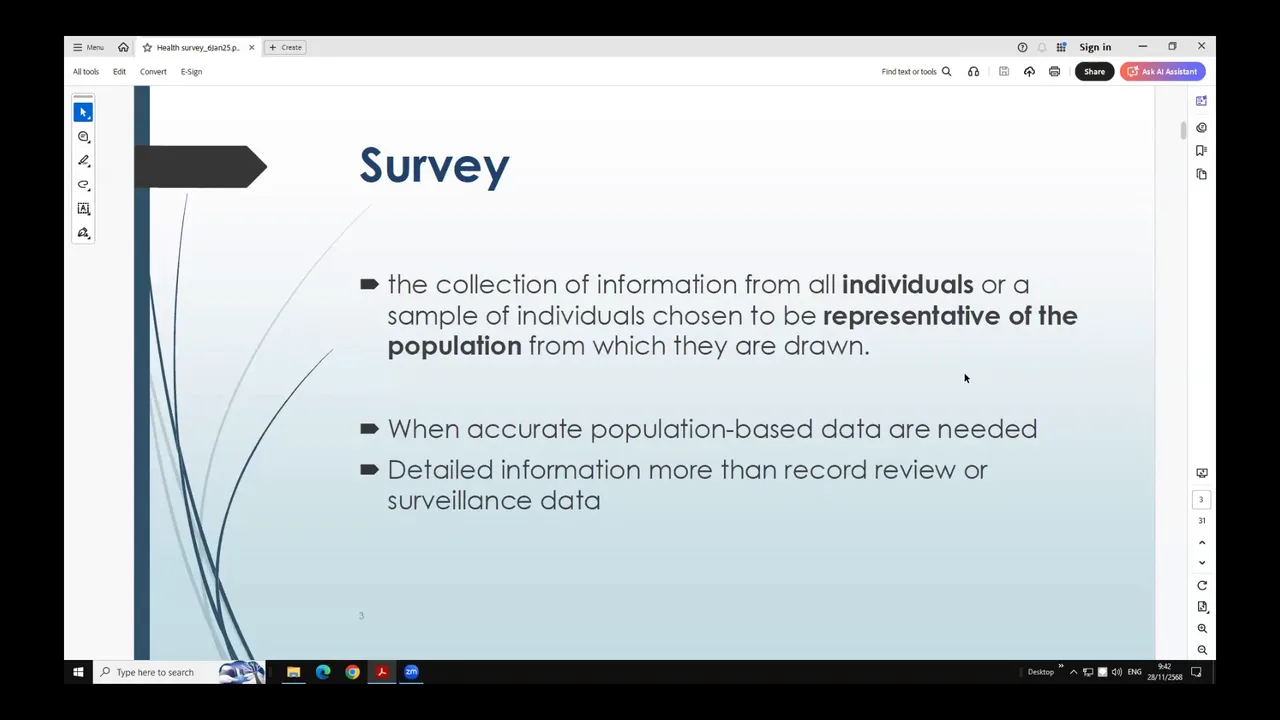 Menu
Health survey_6Jan25.p..
Create
Sign in
All tools
Edit
Convert
E-Sign
Find text or tools
Share
Ask AI Assistant
Survey
the collection of information from all individuals or a
sample of individuals chosen to be representative of the
population from which they are drawn.
When accurate population-based data are needed
Detailed information more than record review or
surveillance data
3
3
31
Type here to search
zm
Desktop
ENG
9:42
28/11/2568